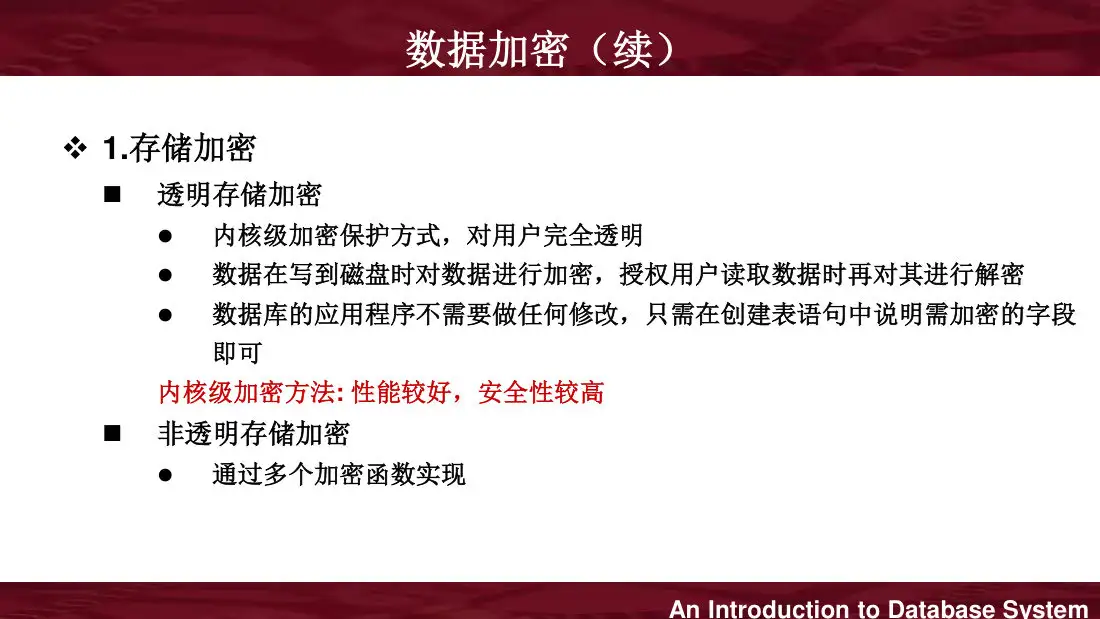 数据加密（续）
❖ 1.存储加密
■ 透明存储加密
● 内核级加密保护方式，对用户完全透明
● 数据在写到磁盘时对数据进行加密，授权用户读取数据时再对其进行解密
● 数据库的应用程序不需要做任何修改，只需在创建表语句中说明需加密的字段
即可
内核级加密方法: 性能较好，安全性较高
■ 非透明存储加密
● 通过多个加密函数实现
An Introduction to Database System